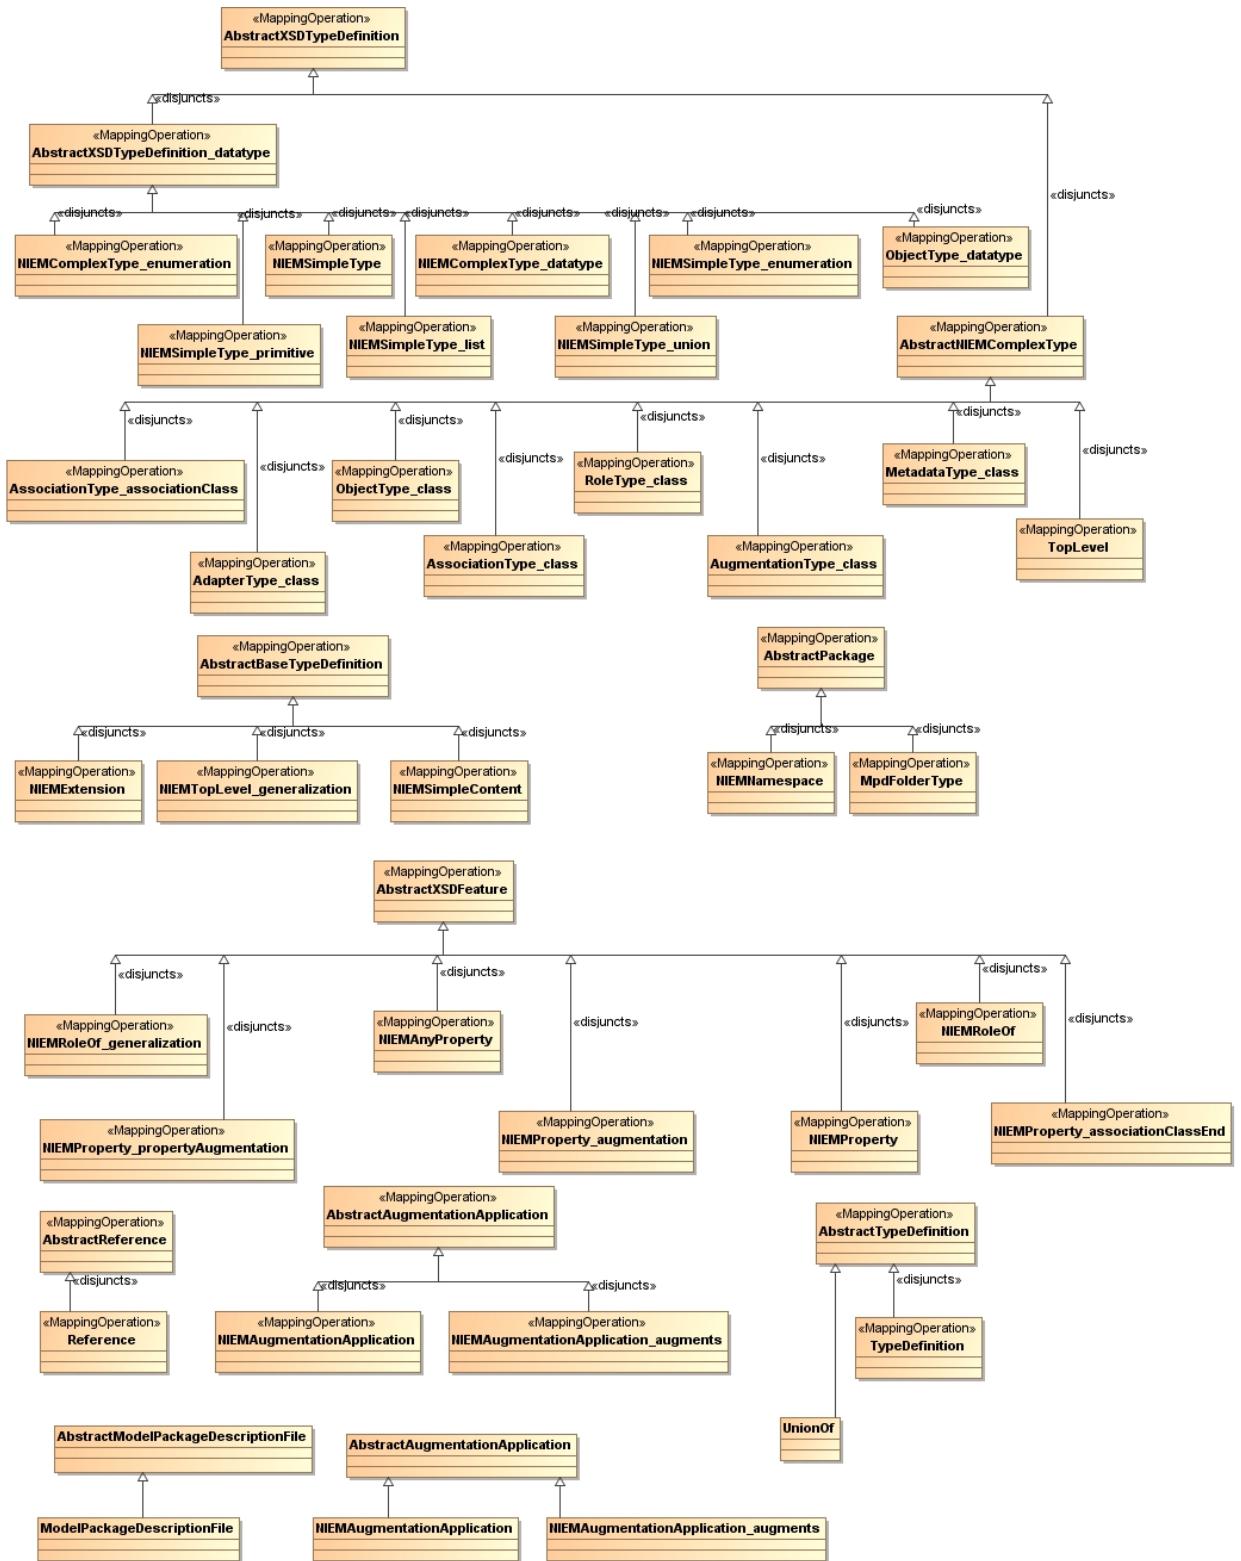 «MappingOperation»
AbstractXSDTypeDefinition
«disjuncts»
«MappingOperation»
AbstractXSDTypeDefinition_datatype
«disjuncts»
«disjuncts»
«disjuncts»
«disjuncts»
«disjuncts»
«disjuncts»
«disjuncts»
«disjuncts»
«disjuncts»
«MappingOperation»
NIEMComplexType_enumeration
«MappingOperation»
NIEMSimpleType
«MappingOperation»
NIEMComplexType_datatype
«MappingOperation»
NIEMSimpleType_enumeration
«MappingOperation»
ObjectType_datatype
«MappingOperation»
NIEMSimpleType_primitive
«MappingOperation»
NIEMSimpleType_list
«MappingOperation»
NIEMSimpleType_union
«MappingOperation»
AbstractNIEMComplexType
«disjuncts»
«disjuncts»
«disjuncts»
«disjuncts»
«disjuncts»
«disjuncts»
«disjuncts»
«disjuncts»
«MappingOperation»
AssociationType_associationClass
«MappingOperation»
ObjectType_class
«MappingOperation»
RoleType_class
«MappingOperation»
MetadataType_class
«MappingOperation»
TopLevel
«MappingOperation»
AdapterType_class
«MappingOperation»
AssociationType_class
«MappingOperation»
AugmentationType_class
«MappingOperation»
AbstractBaseTypeDefinition
«MappingOperation»
AbstractPackage
«disjuncts»
«disjuncts»
«disjuncts»
«disjuncts»
«disjuncts»
«MappingOperation»
NIEMExtension
«MappingOperation»
NIEMTopLevel_generalization
«MappingOperation»
NIEMSimpleContent
«MappingOperation»
NIEMNamespace
«MappingOperation»
MpdFolderType
«MappingOperation»
AbstractXSDFeature
«disjuncts»
«disjuncts»
«disjuncts»
«disjuncts»
«disjuncts»
«disjuncts»
«disjuncts»
«MappingOperation»
NIEMRoleOf_generalization
«MappingOperation»
NIEMAnyProperty
«MappingOperation»
NIEMRoleOf
«MappingOperation»
NIEMProperty_propertyAugmentation
«MappingOperation»
NIEMProperty_augmentation
«MappingOperation»
NIEMProperty
«MappingOperation»
NIEMProperty_associationClassEnd
«MappingOperation»
AbstractReference
«MappingOperation»
AbstractAugmentationApplication
«MappingOperation»
AbstractTypeDefinition
«disjuncts»
«disjuncts»
«disjuncts»
«disjuncts»
«MappingOperation»
Reference
«MappingOperation»
NIEMAugmentationApplication
«MappingOperation»
NIEMAugmentationApplication_augments
«MappingOperation»
TypeDefinition
UnionOf
AbstractModelPackageDescriptionFile
AbstractAugmentationApplication
ModelPackageDescriptionFile
NIEMAugmentationApplication
NIEMAugmentationApplication_augments